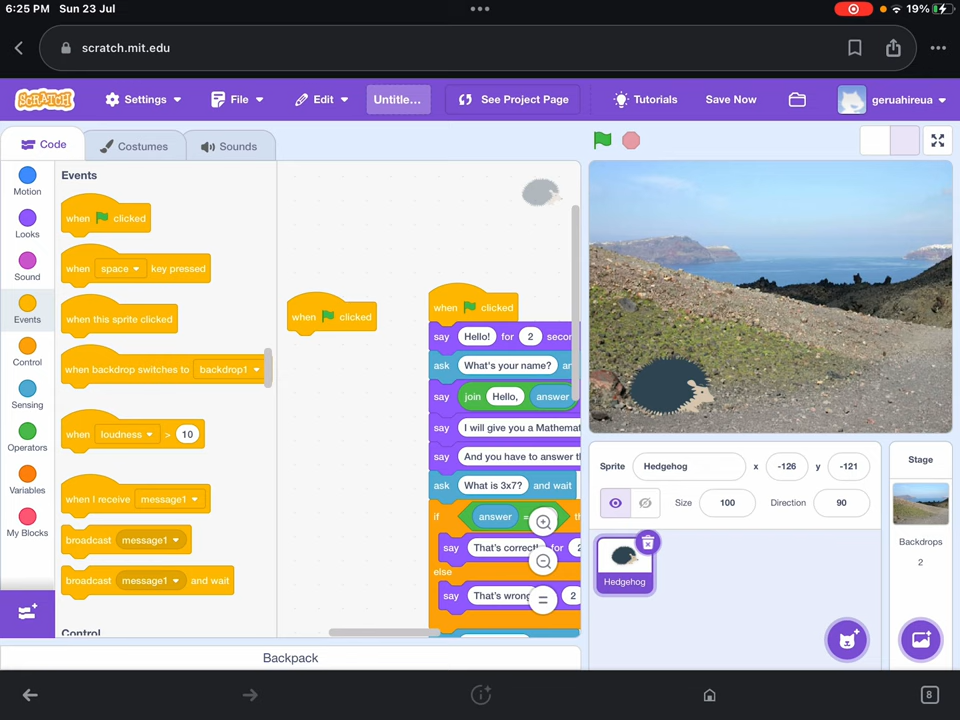 6:25 PM Sun 23 Jul
19%
scratch.mit.edu
SCRATCH
Settings
File
Edit
Untitle...
See Project Page
Tutorials
Save Now
geruahireua
Code
Costumes
Sounds
Motion
Looks
Sound
Events
Control
Sensing
Operators
Variables
My Blocks
Events
when clicked
when space key pressed
when this sprite clicked
when backdrop switches to backdrop1
when loudness > 10
when I receive message1
broadcast message1
broadcast message1 and wait
Control
when clicked
when clicked
say Hello! for 2 secon
ask What's your name? an
say join Hello, answer
say I will give you a Mathemat
say And you have to answer th
ask What is 3x7? and wait
if answer = th
say That's correct! for 2
else
say That's wrong 2
Sprite Hedgehog x -126 y -121
Size 100 Direction 90
Hedgehog
Stage
Backdrops
2
Backpack
8